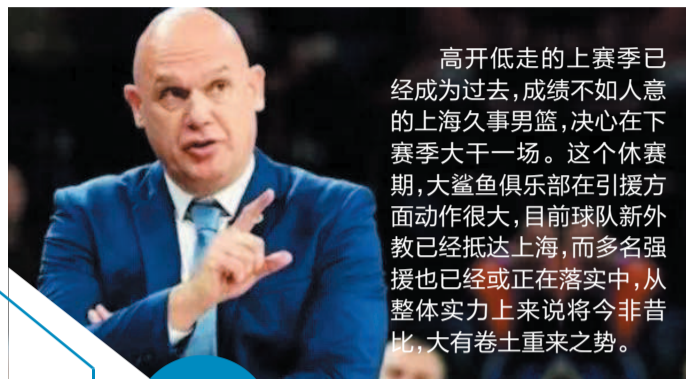 高开低走的上赛季已
经成为过去，成绩不如人意
的上海久事男篮，决心在下
赛季大干一场。这个休赛
期，大鲨鱼俱乐部在引援方
面动作很大，目前球队新外
教已经抵达上海，而多名强
援也已经或正在落实中，从
整体实力上来说将今非昔
比，大有卷土重来之势。